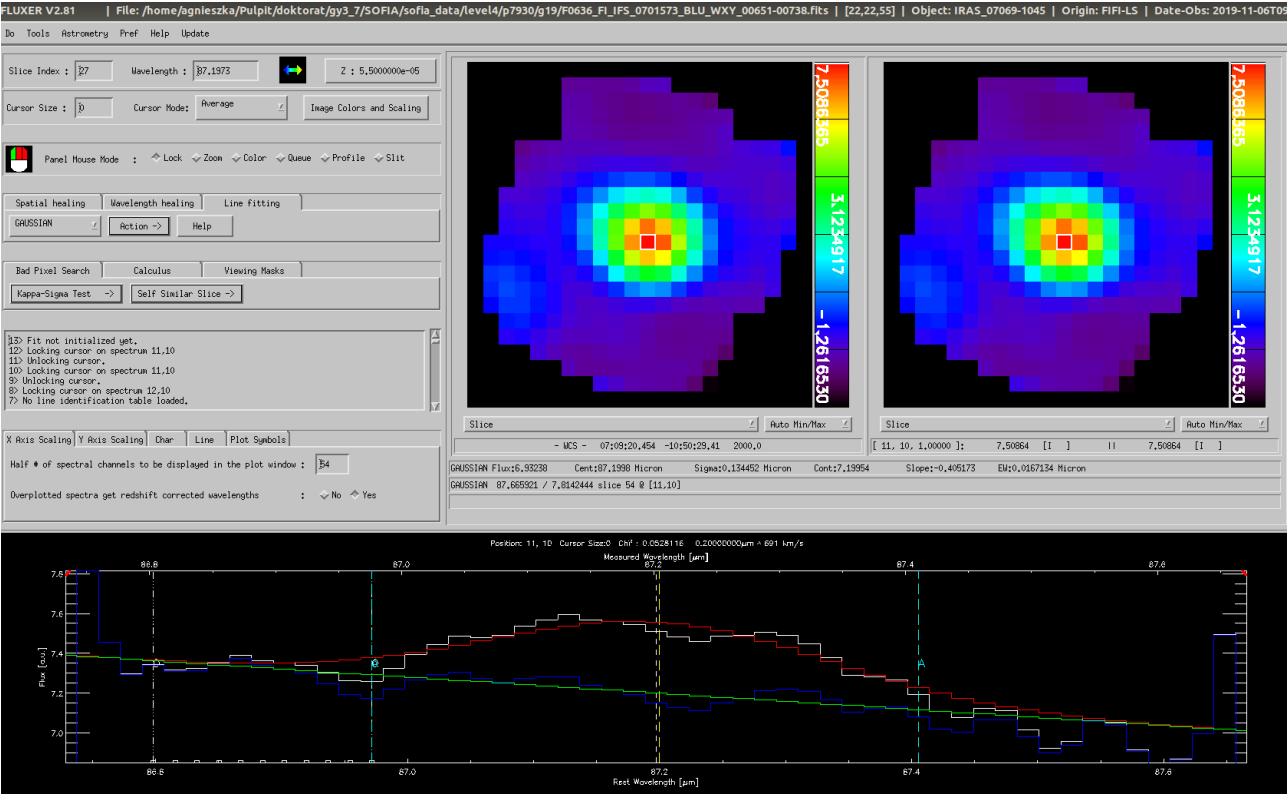 FLUXER V2.81 | File: /home/agnieszka/Pulpit/doktorat/gy3_7/SOFIA/sofia_data/level4/p7930/g19/F0636_FI_IFS_0701573_BLU_WXY_00651-00738.fits | [22,22,55] | Object: IRAS_07069-1045 | Origin: FIFI-LS | Date-Obs: 2019-11-06T09
Do Tools Astrometry Pref Help Update
Slice Index : 27 Wavelength : 87.1973 Z : 5.5000000e-05
Cursor Size : 0 Cursor Mode: Average Image Colors and Scaling
Panel Mouse Mode : Lock Zoom Color Queue Profile Slit
Spatial healing Wavelength healing Line fitting
GAUSSIAN Action -> Help
Bad Pixel Search Calculus Viewing Masks
Kappa-Sigma Test -> Self Similar Slice ->
13> Fit not initialized yet.
12> Locking cursor on spectrum 11,10
11> Unlocking cursor.
10> Locking cursor on spectrum 11,10
9> Unlocking cursor.
8> Locking cursor on spectrum 12,10
7> No line identification table loaded.
X Axis Scaling Y Axis Scaling Char Line Plot Symbols
Half # of spectral channels to be displayed in the plot window : 54
Overplotted spectra get redshift corrected wavelengths : No Yes
7.5086365
3.1234917
-1.2616530
7.5086365
3.1234917
-1.2616530
Slice Auto Min/Max
Slice Auto Min/Max
- WCS - 07:09:20.454 -10:50:29.41 2000.0
[ 11, 10, 1.00000 ]: 7.50864 [I ] || 7.50864 [I ]
GAUSSIAN Flux:6.93238 Cent:87.1998 Micron Sigma:0.134452 Micron Cont:7.19954 Slope:-0.405173 EW:0.0167134 Micron
GAUSSIAN 87.665921 / 7.8142444 slice 54 @ [11,10]
Position: 11, 10 Cursor Size:0 Chi² : 0.0528116 0.20000000μm ^ 691 km/s
Measured Wavelength [μm]
86.8 87.0 87.2 87.4 87.6
7.8
7.6
7.4
7.2
7.0
Flux [a.u.]
A
86.8 87.0 87.2 87.4 87.6
Rest Wavelength [μm]